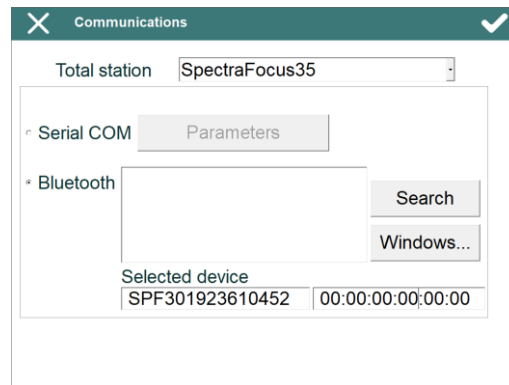 Communications
Total station SpectraFocus35
Serial COM Parameters
Bluetooth
Search
Windows...
Selected device
SPF301923610452 00:00:00:00:00:00